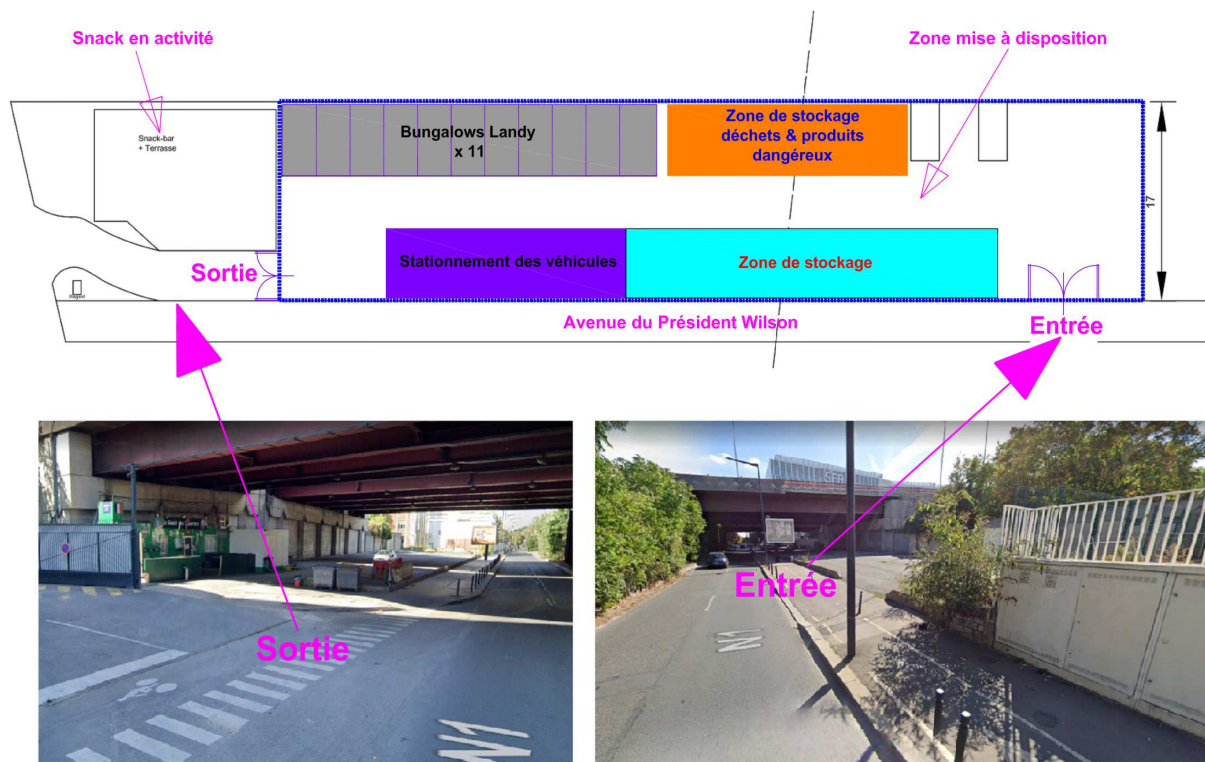 Snack en activité
Zone mise à disposition
Snack-bar
+ Terrasse
Bungalows Landy
x 11
Zone de stockage
déchets & produits
dangéreux
17
Sortie
Stationnement des véhicules
Zone de stockage
Avenue du Président Wilson
Entrée
SFR
Sortie
N1
Entrée
N1